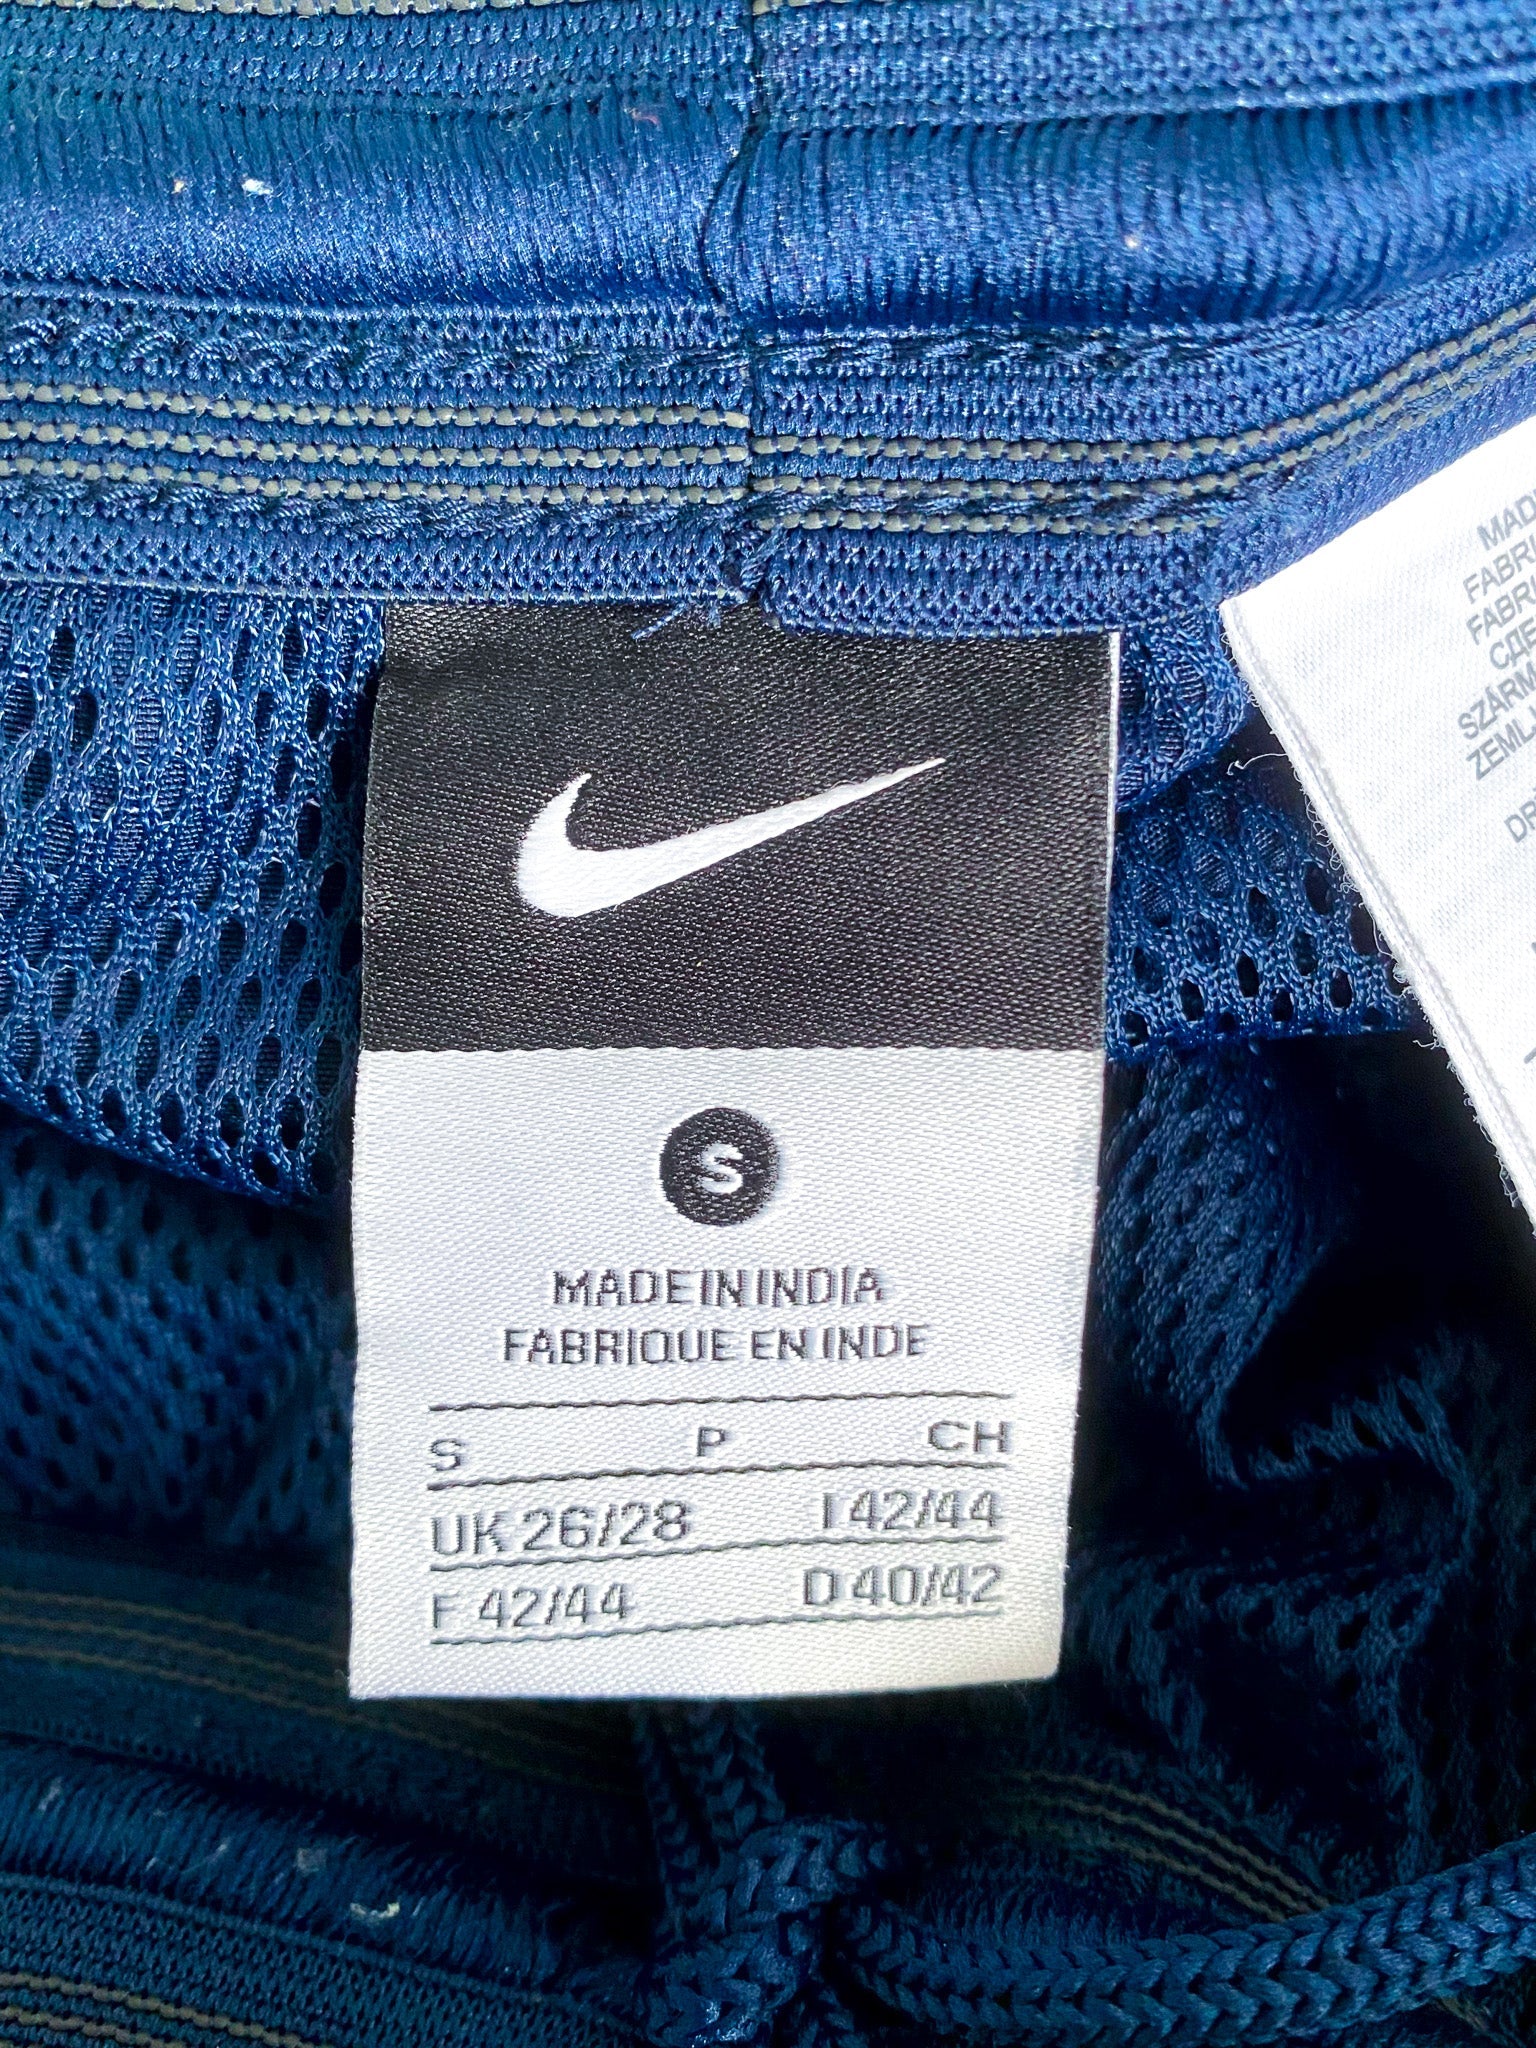 S
MADE IN INDIA
FABRIQUE EN INDE
S P CH
UK 26/28 I 42/44
F 42/44 D 40/42
MAD
FABRI
FABRI
СДЕ
SZÁRM
ZEML